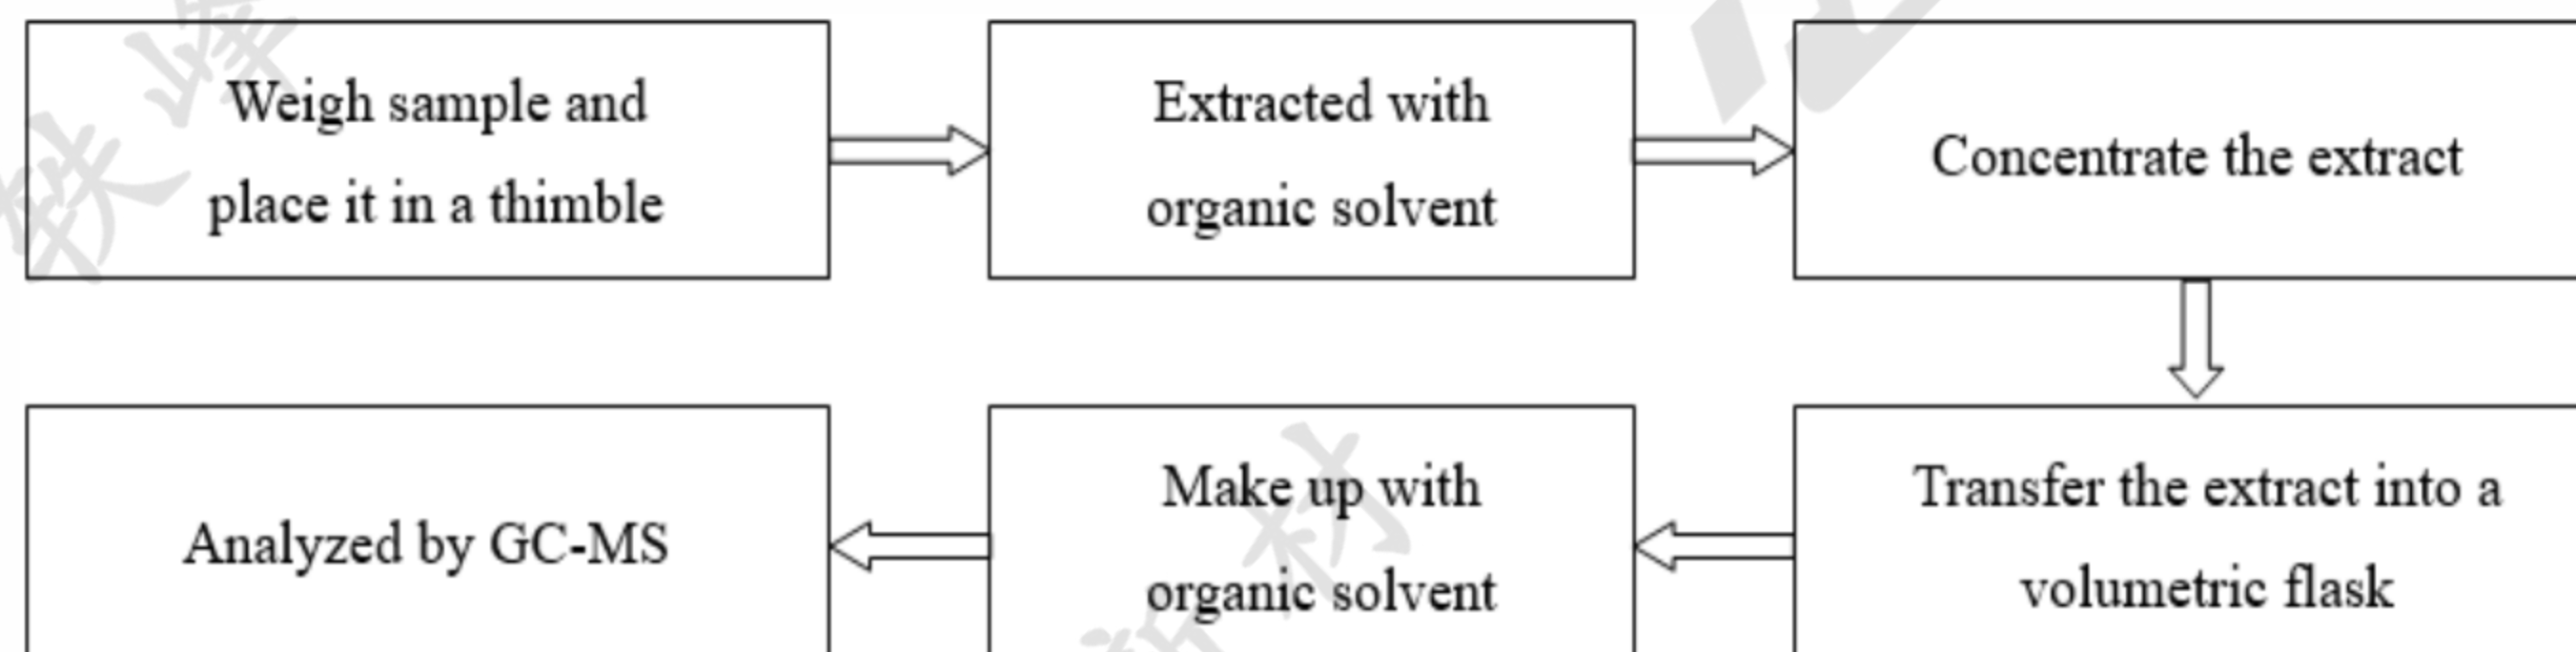 Weigh sample and
place it in a thimble
Extracted with
organic solvent
Concentrate the extract
Transfer the extract into a
volumetric flask
Make up with
organic solvent
Analyzed by GC-MS
材